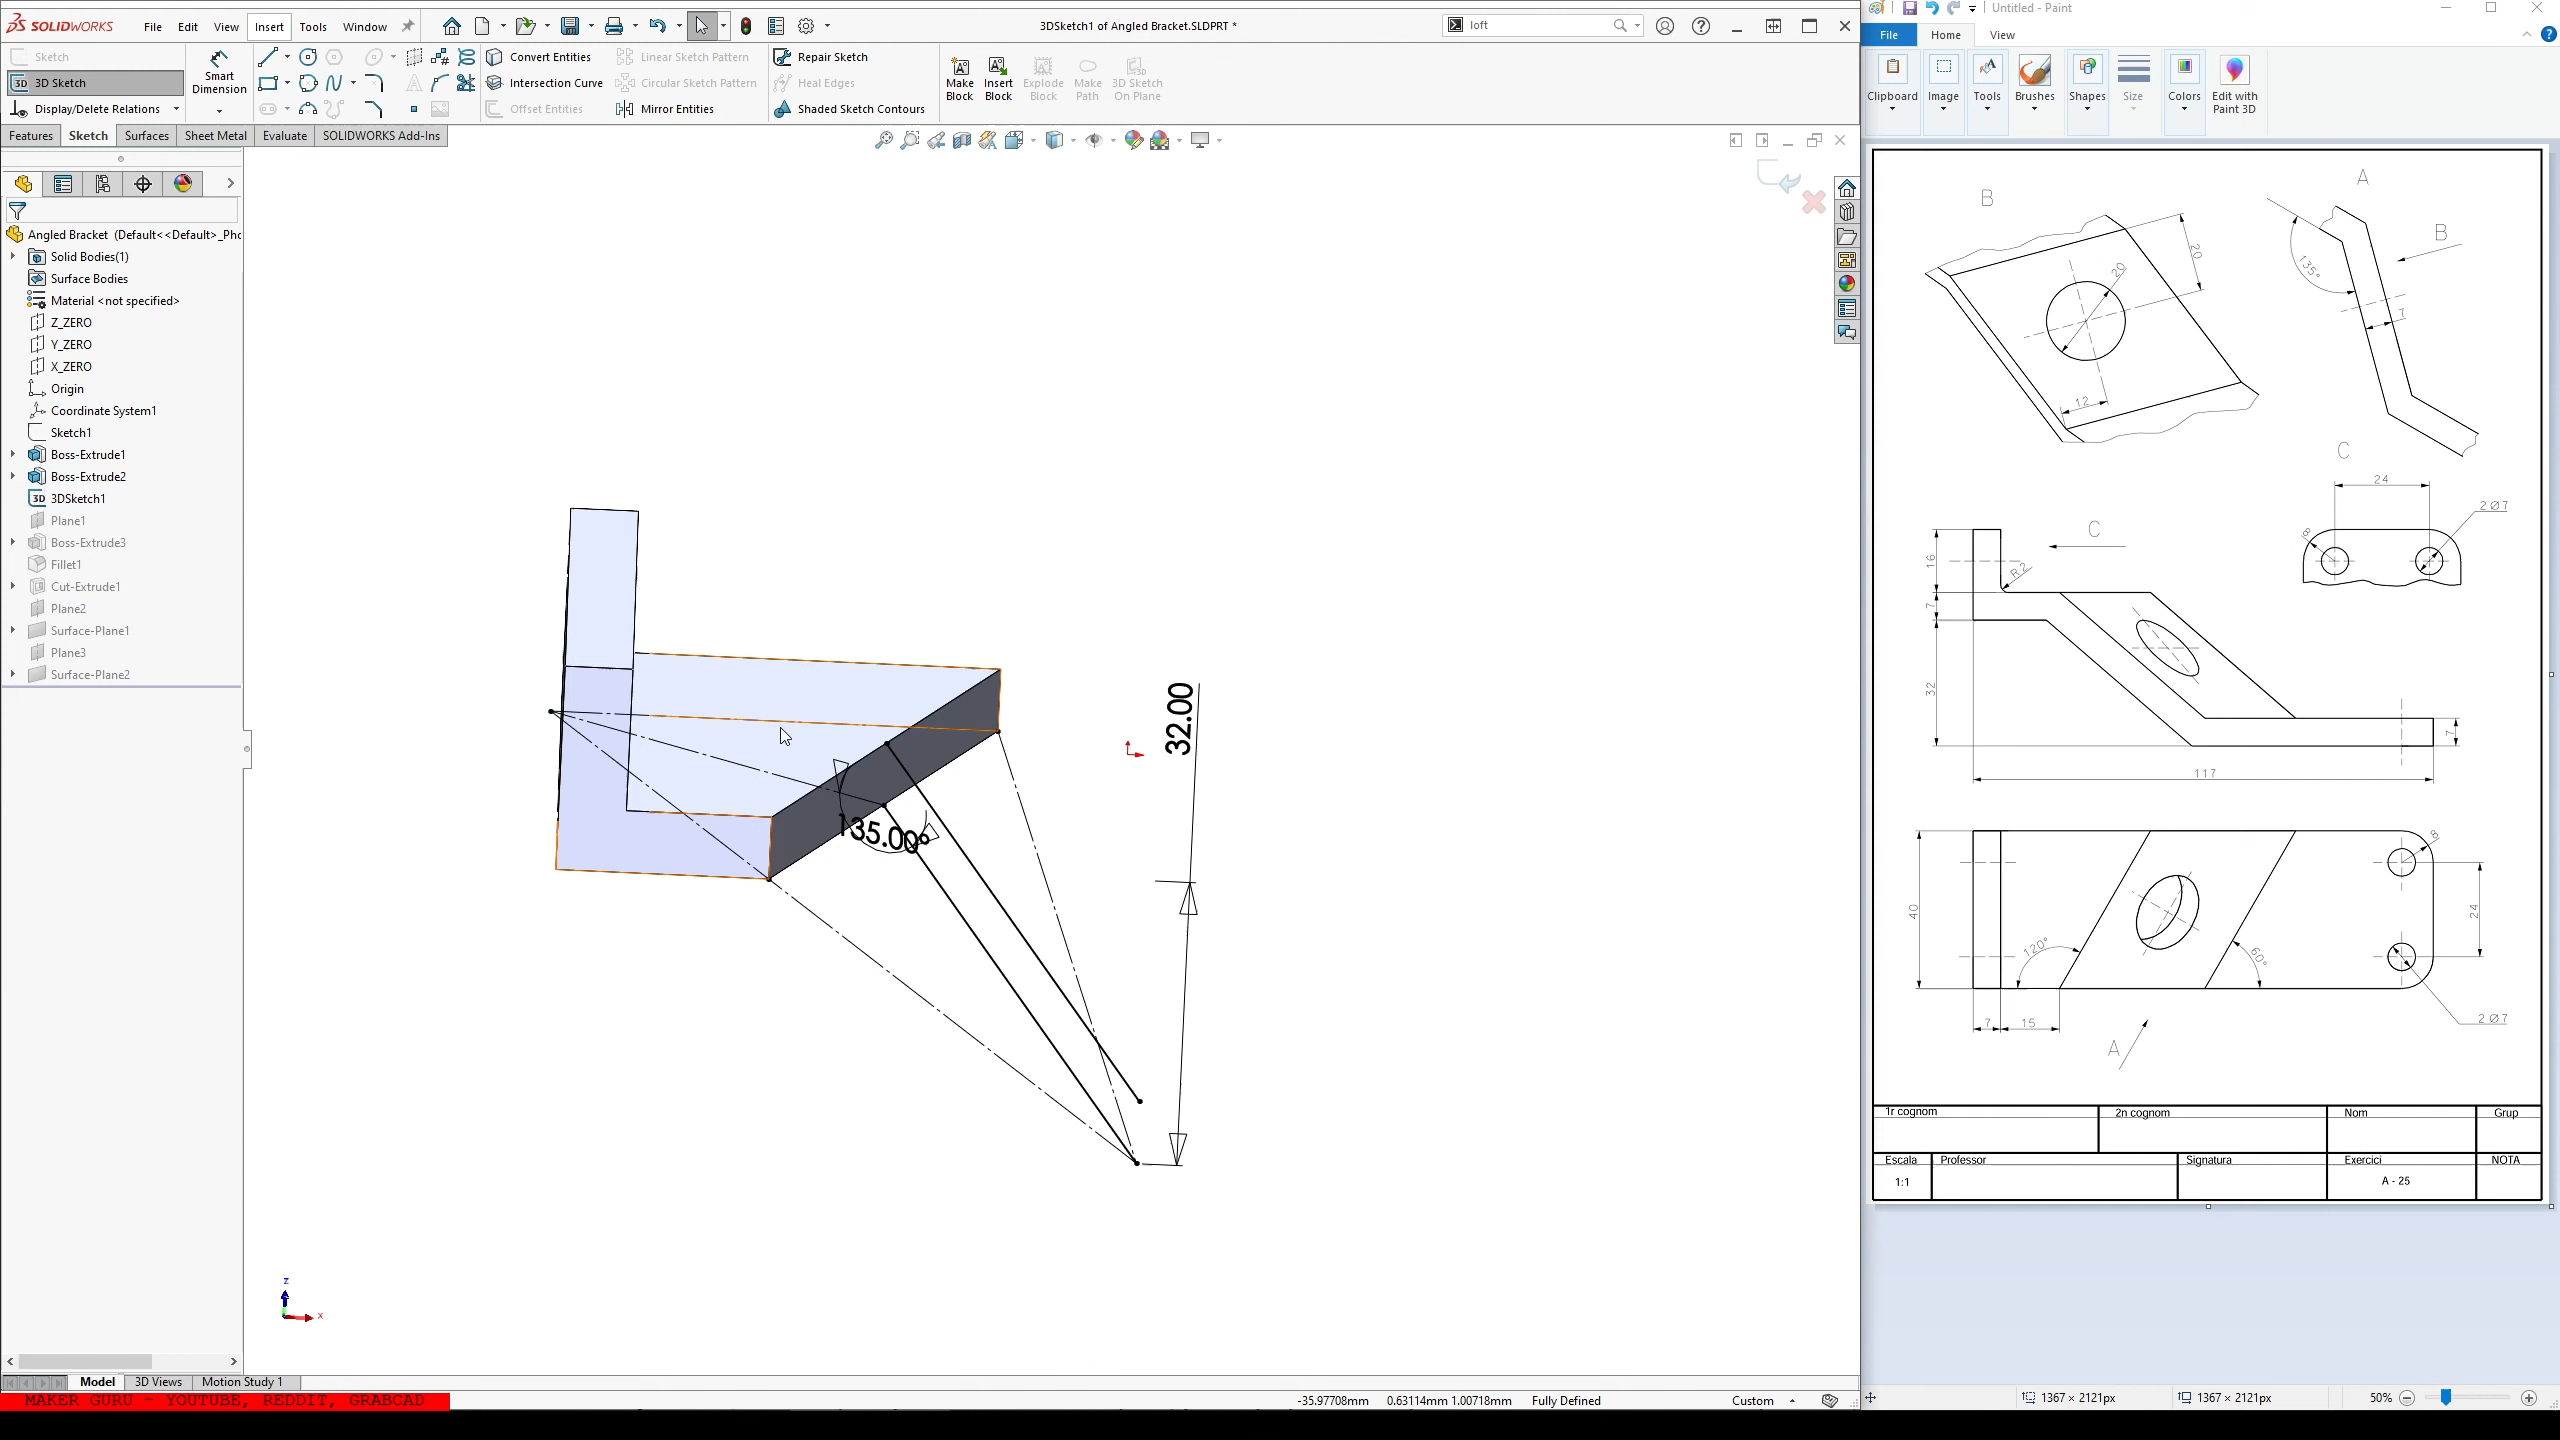 SOLIDWORKS File Edit View Insert Tools Window
3DSketch1 of Angled Bracket.SLDPRT *
loft
Sketch
3D Sketch
Display/Delete Relations
Smart Dimension
Convert Entities
Intersection Curve
Offset Entities
Linear Sketch Pattern
Circular Sketch Pattern
Mirror Entities
Repair Sketch
Heal Edges
Shaded Sketch Contours
Make Block
Insert Block
Explode Block
Make Path
3D Sketch On Plane
Features Sketch Surfaces Sheet Metal Evaluate SOLIDWORKS Add-Ins
Angled Bracket (Default<<Default>_Pho
Solid Bodies(1)
Surface Bodies
Material <not specified>
Z_ZERO
Y_ZERO
X_ZERO
Origin
Coordinate System1
Sketch1
Boss-Extrude1
Boss-Extrude2
3D 3DSketch1
Plane1
Boss-Extrude3
Fillet1
Cut-Extrude1
Plane2
Surface-Plane1
Plane3
Surface-Plane2
32.00
135.00°
z
x
Model 3D Views Motion Study 1
MAKER GURU - YOUTUBE, REDDIT, GRABCAD
-35.97708mm 0.63114mm 1.00718mm Fully Defined Custom
Untitled - Paint
File Home View
Clipboard Image Tools Brushes Shapes Size Colors Edit with Paint 3D
B
A
20
20
12
135°
B
7
C
24
8
2Ø7
C
16
7
32
R2
7
117
40
120°
60°
8
24
7
15
A
2Ø7
1r cognom 2n cognom Nom Grup
Escala Professor Signatura Exercici NOTA
1:1 A - 25
1367 × 2121px 1367 × 2121px 50%